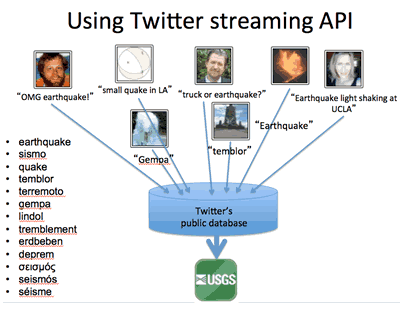 Using Twitter streaming API
"OMG earthquake!"
"small quake in LA"
"truck or earthquake?"
"Earthquake light shaking at
UCLA"
"Gempa"
"temblor"
"Earthquake"
• earthquake
• sismo
• quake
• temblor
• terremoto
• gempa
• lindol
• tremblement
• erdbeben
• deprem
• σεισμός
• seismós
• séisme
Twitter's
public database
USGS